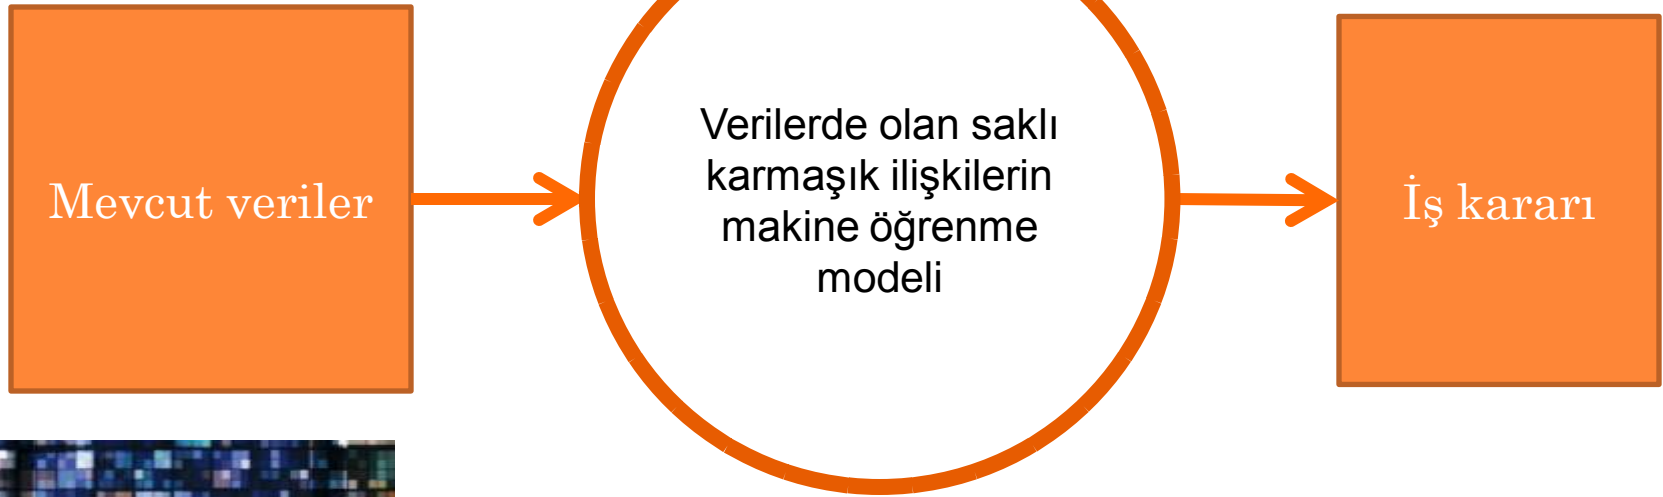 Mevcut veriler
Verilerde olan saklı
karmaşık ilişkilerin
makine öğrenme
modeli
İş kararı